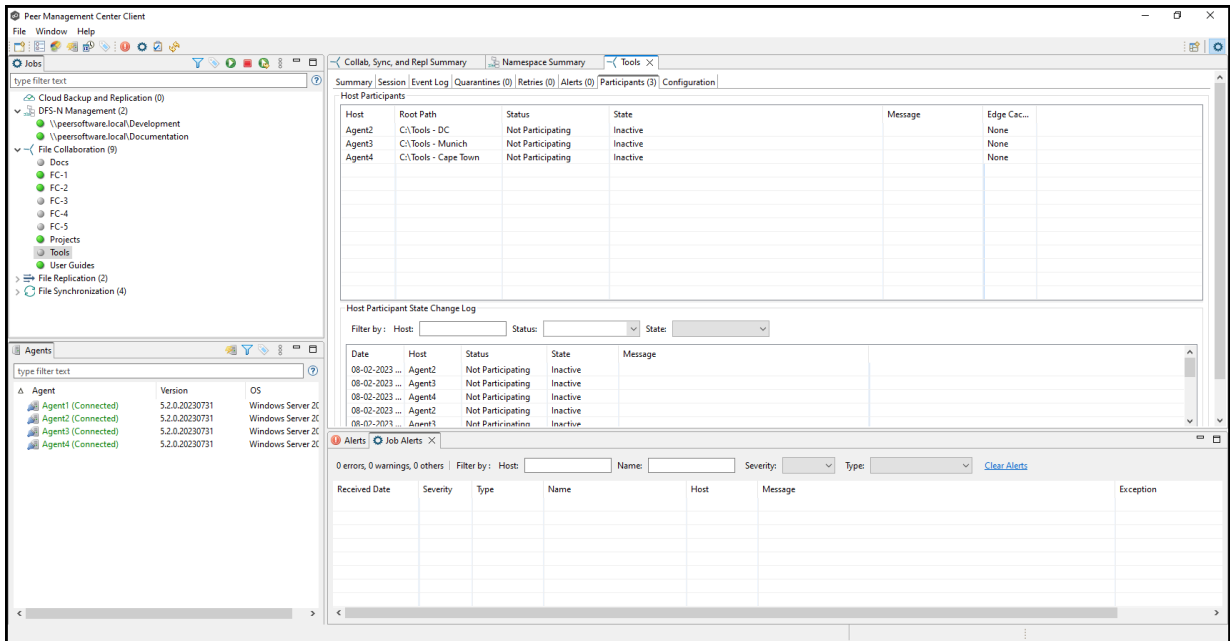 Peer Management Center Client
File Window Help
Jobs
type filter text
Cloud Backup and Replication (0)
DFS-N Management (2)
\\peersoftware.local\Development
\\peersoftware.local\Documentation
File Collaboration (9)
Docs
FC-1
FC-2
FC-3
FC-4
FC-5
Projects
Tools
User Guides
File Replication (2)
File Synchronization (4)
Agents
type filter text
Agent Version OS
Agent1 (Connected) 5.2.0.20230731 Windows Server 20
Agent2 (Connected) 5.2.0.20230731 Windows Server 20
Agent3 (Connected) 5.2.0.20230731 Windows Server 20
Agent4 (Connected) 5.2.0.20230731 Windows Server 20
Collab, Sync, and Repl Summary Namespace Summary Tools
Summary Session Event Log Quarantines (0) Retries (0) Alerts (0) Participants (3) Configuration
Host Participants
Host Root Path Status State Message Edge Cac...
Agent2 C:\Tools - DC Not Participating Inactive None
Agent3 C:\Tools - Munich Not Participating Inactive None
Agent4 C:\Tools - Cape Town Not Participating Inactive None
Host Participant State Change Log
Filter by : Host: Status: State:
Date Host Status State Message
08-02-2023 ... Agent2 Not Participating Inactive
08-02-2023 ... Agent3 Not Participating Inactive
08-02-2023 ... Agent4 Not Participating Inactive
08-02-2023 ... Agent2 Not Participating Inactive
08-02-2023 ... Agent3 Not Participating Inactive
Alerts Job Alerts
0 errors, 0 warnings, 0 others Filter by : Host: Name: Severity: Type: Clear Alerts
Received Date Severity Type Name Host Message Exception